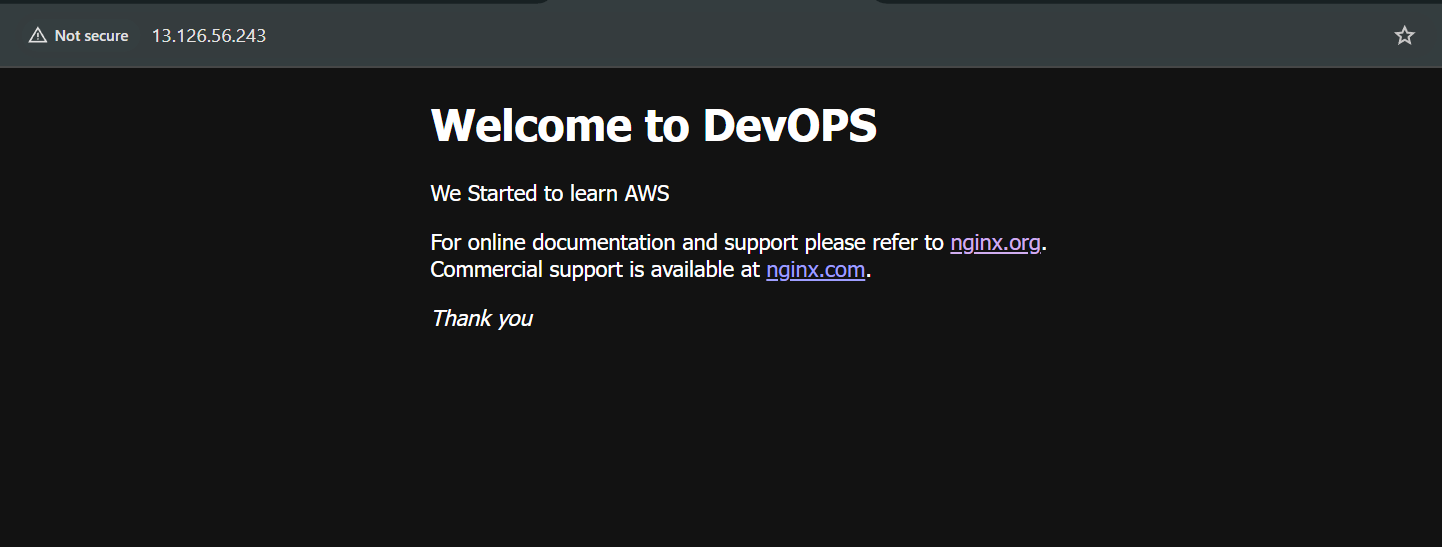 Not secure 13.126.56.243
Welcome to DevOPS
We Started to learn AWS
For online documentation and support please refer to nginx.org.
Commercial support is available at nginx.com.
Thank you